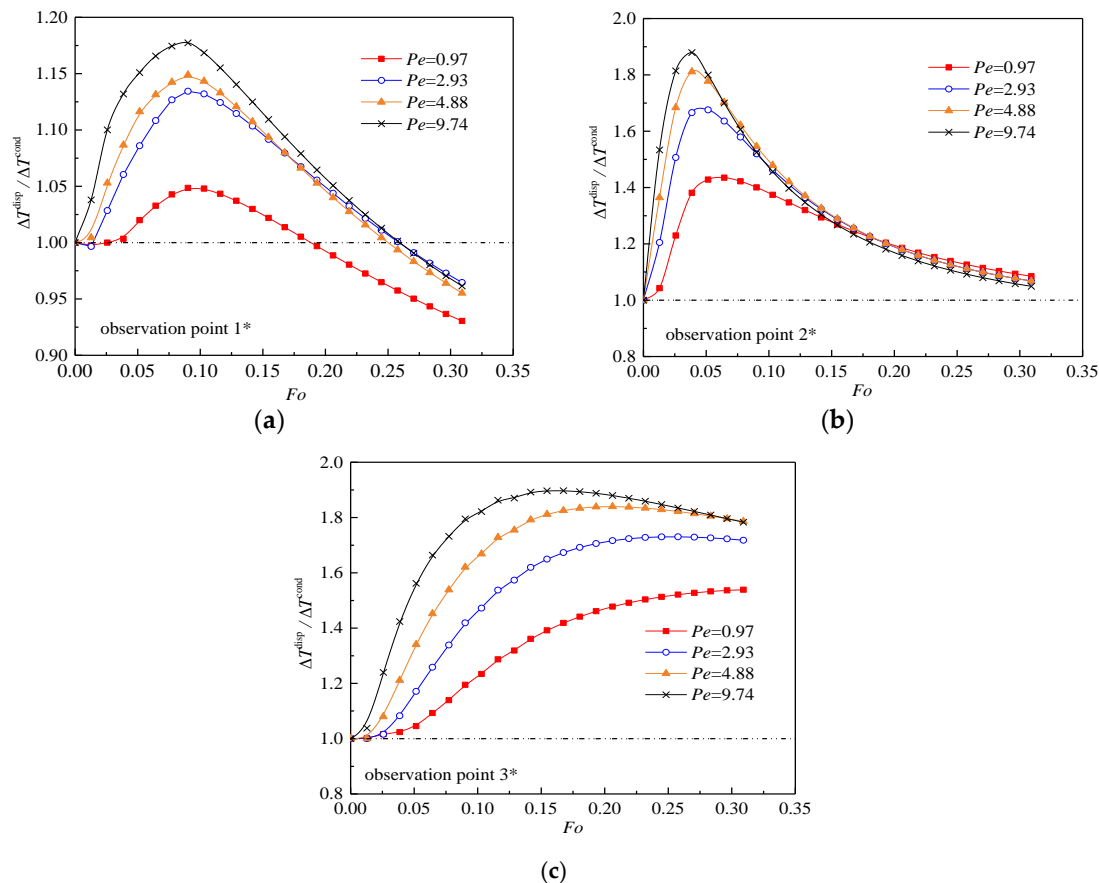 1.20
1.15
1.10
1.05
1.00
0.95
0.90
ΔT^disp / ΔT^cond
Pe=0.97
Pe=2.93
Pe=4.88
Pe=9.74
observation point 1*
0.00 0.05 0.10 0.15 0.20 0.25 0.30 0.35
Fo
(a)
2.0
1.8
1.6
1.4
1.2
1.0
0.8
ΔT^disp / ΔT^cond
Pe=0.97
Pe=2.93
Pe=4.88
Pe=9.74
observation point 2*
0.00 0.05 0.10 0.15 0.20 0.25 0.30 0.35
Fo
(b)
2.0
1.8
1.6
1.4
1.2
1.0
0.8
ΔT^disp / ΔT^cond
Pe=0.97
Pe=2.93
Pe=4.88
Pe=9.74
observation point 3*
0.00 0.05 0.10 0.15 0.20 0.25 0.30 0.35
Fo
(c)